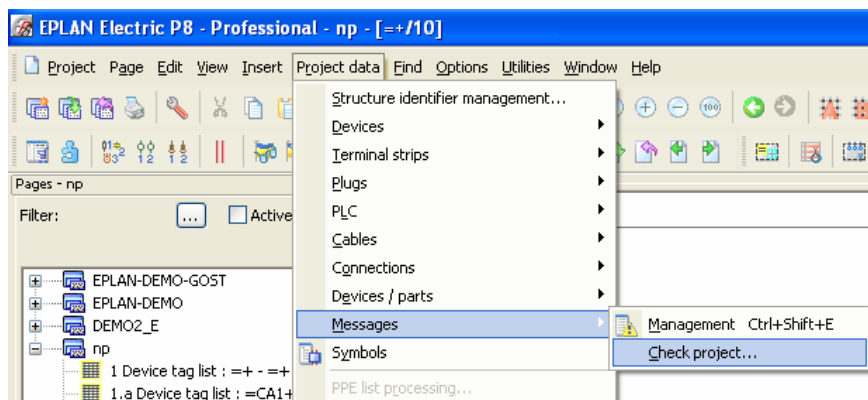 EPLAN Electric P8 - Professional - np - [=+/10]
Project Page Edit View Insert Project data Find Options Utilities Window Help
Structure identifier management...
100
Devices
Terminal strips
Pages - np
Plugs
Filter: ... Active
PLC
Cables
EPLAN-DEMO-GOST
Connections
EPLAN-DEMO
Devices / parts
DEMO2_E
Messages
Management Ctrl+Shift+E
np
Symbols
Check project...
1 Device tag list : =+ - =+
1.a Device tag list : =CA1+
PPE list processing...